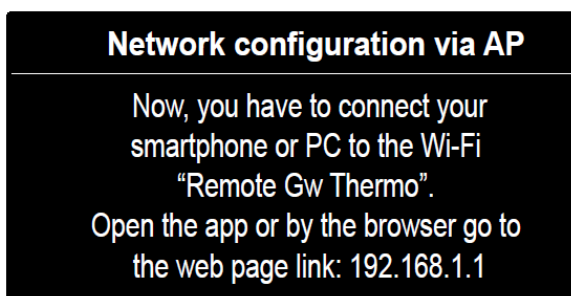 Network configuration via AP
Now, you have to connect your
smartphone or PC to the Wi-Fi
“Remote Gw Thermo”.
Open the app or by the browser go to
the web page link: 192.168.1.1